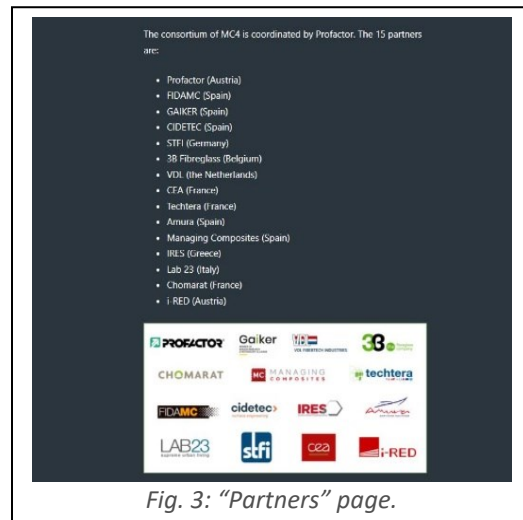 The consortium of MC4 is coordinated by Profactor. The 15 partners
are:
• Profactor (Austria)
• FIDAMC (Spain)
• GAIKER (Spain)
• CIDETEC (Spain)
• STFI (Germany)
• 3B Fibreglass (Belgium)
• VDL (the Netherlands)
• CEA (France)
• Techtera (France)
• Amura (Spain)
• Managing Composites (Spain)
• IRES (Greece)
• Lab 23 (Italy)
• Chomarat (France)
• i-RED (Austria)
PROFACTOR
Gaiker
VDL FIBERTECH INDUSTRIES
3B
CHOMARAT
MC MANAGING
COMPOSITES
techtera
FIDAMC
cidetec>
IRES
Amura
LAB23
stfi
cea
i-RED
Fig. 3: “Partners” page.